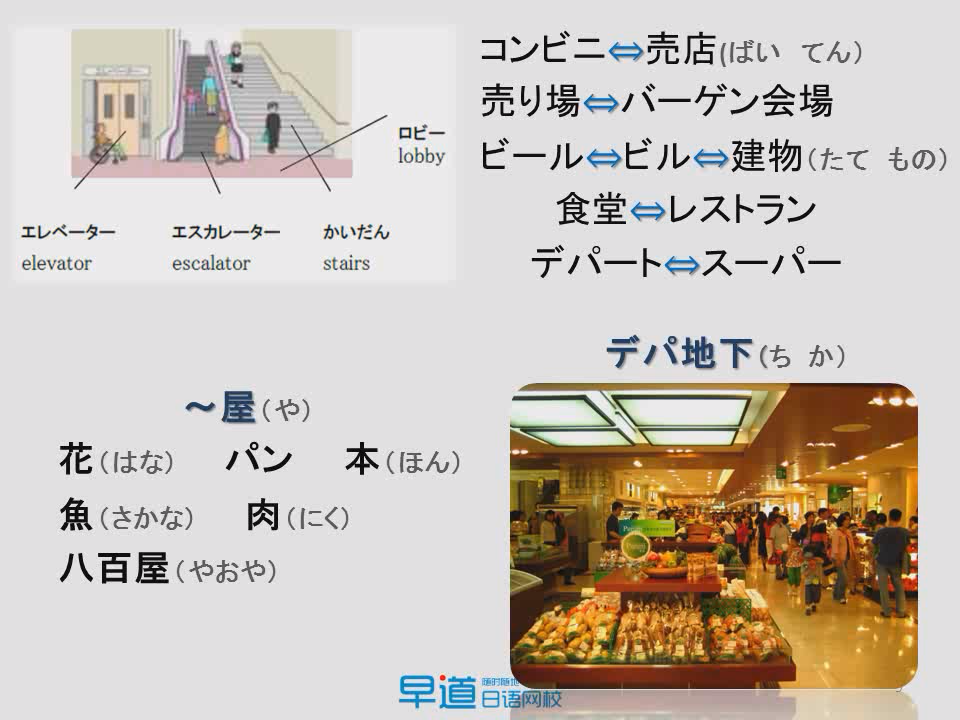 ロビー
lobby
エレベーター エスカレーター かいだん
elevator escalator stairs
コンビニ⇔売店(ばい てん）
売り場⇔バーゲン会場
ビール⇔ビル⇔建物（たて もの）
食堂⇔レストラン
デパート⇔スーパー
～屋（や）
花（はな） パン 本（ほん）
魚（さかな） 肉（にく）
八百屋（やおや）
デパ地下（ち か）
早道 随时随地
日语网校